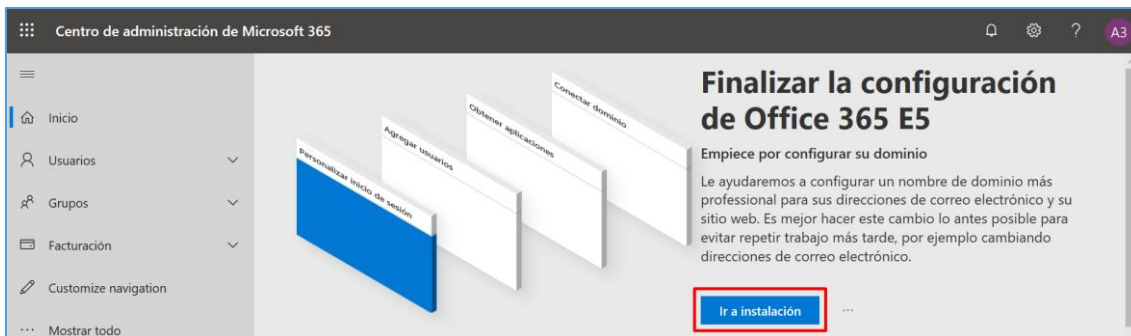 Centro de administración de Microsoft 365
A3
Inicio
Usuarios
Grupos
Facturación
Customize navigation
Mostrar todo
Personalizar inicio de sesión
Agregar usuarios
Obtener aplicaciones
Conectar dominio
Finalizar la configuración
de Office 365 E5
Empiece por configurar su dominio
Le ayudaremos a configurar un nombre de dominio más
professional para sus direcciones de correo electrónico y su
sitio web. Es mejor hacer este cambio lo antes posible para
evitar repetir trabajo más tarde, por ejemplo cambiando
direcciones de correo electrónico.
Ir a instalación